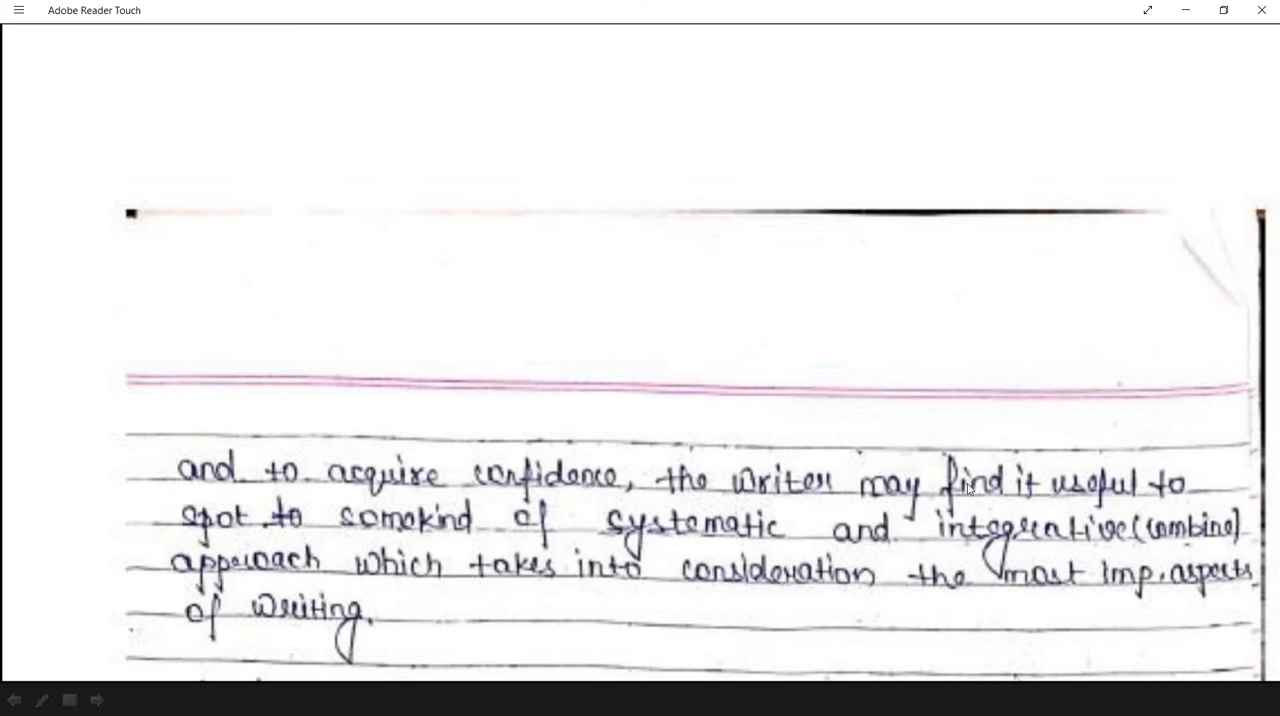 Adobe Reader Touch
and to acquire confidence, the writer may find it useful to
spot to somekind of systematic and integrative (combine)
approach which takes into consideration the most imp. aspects
of writing.